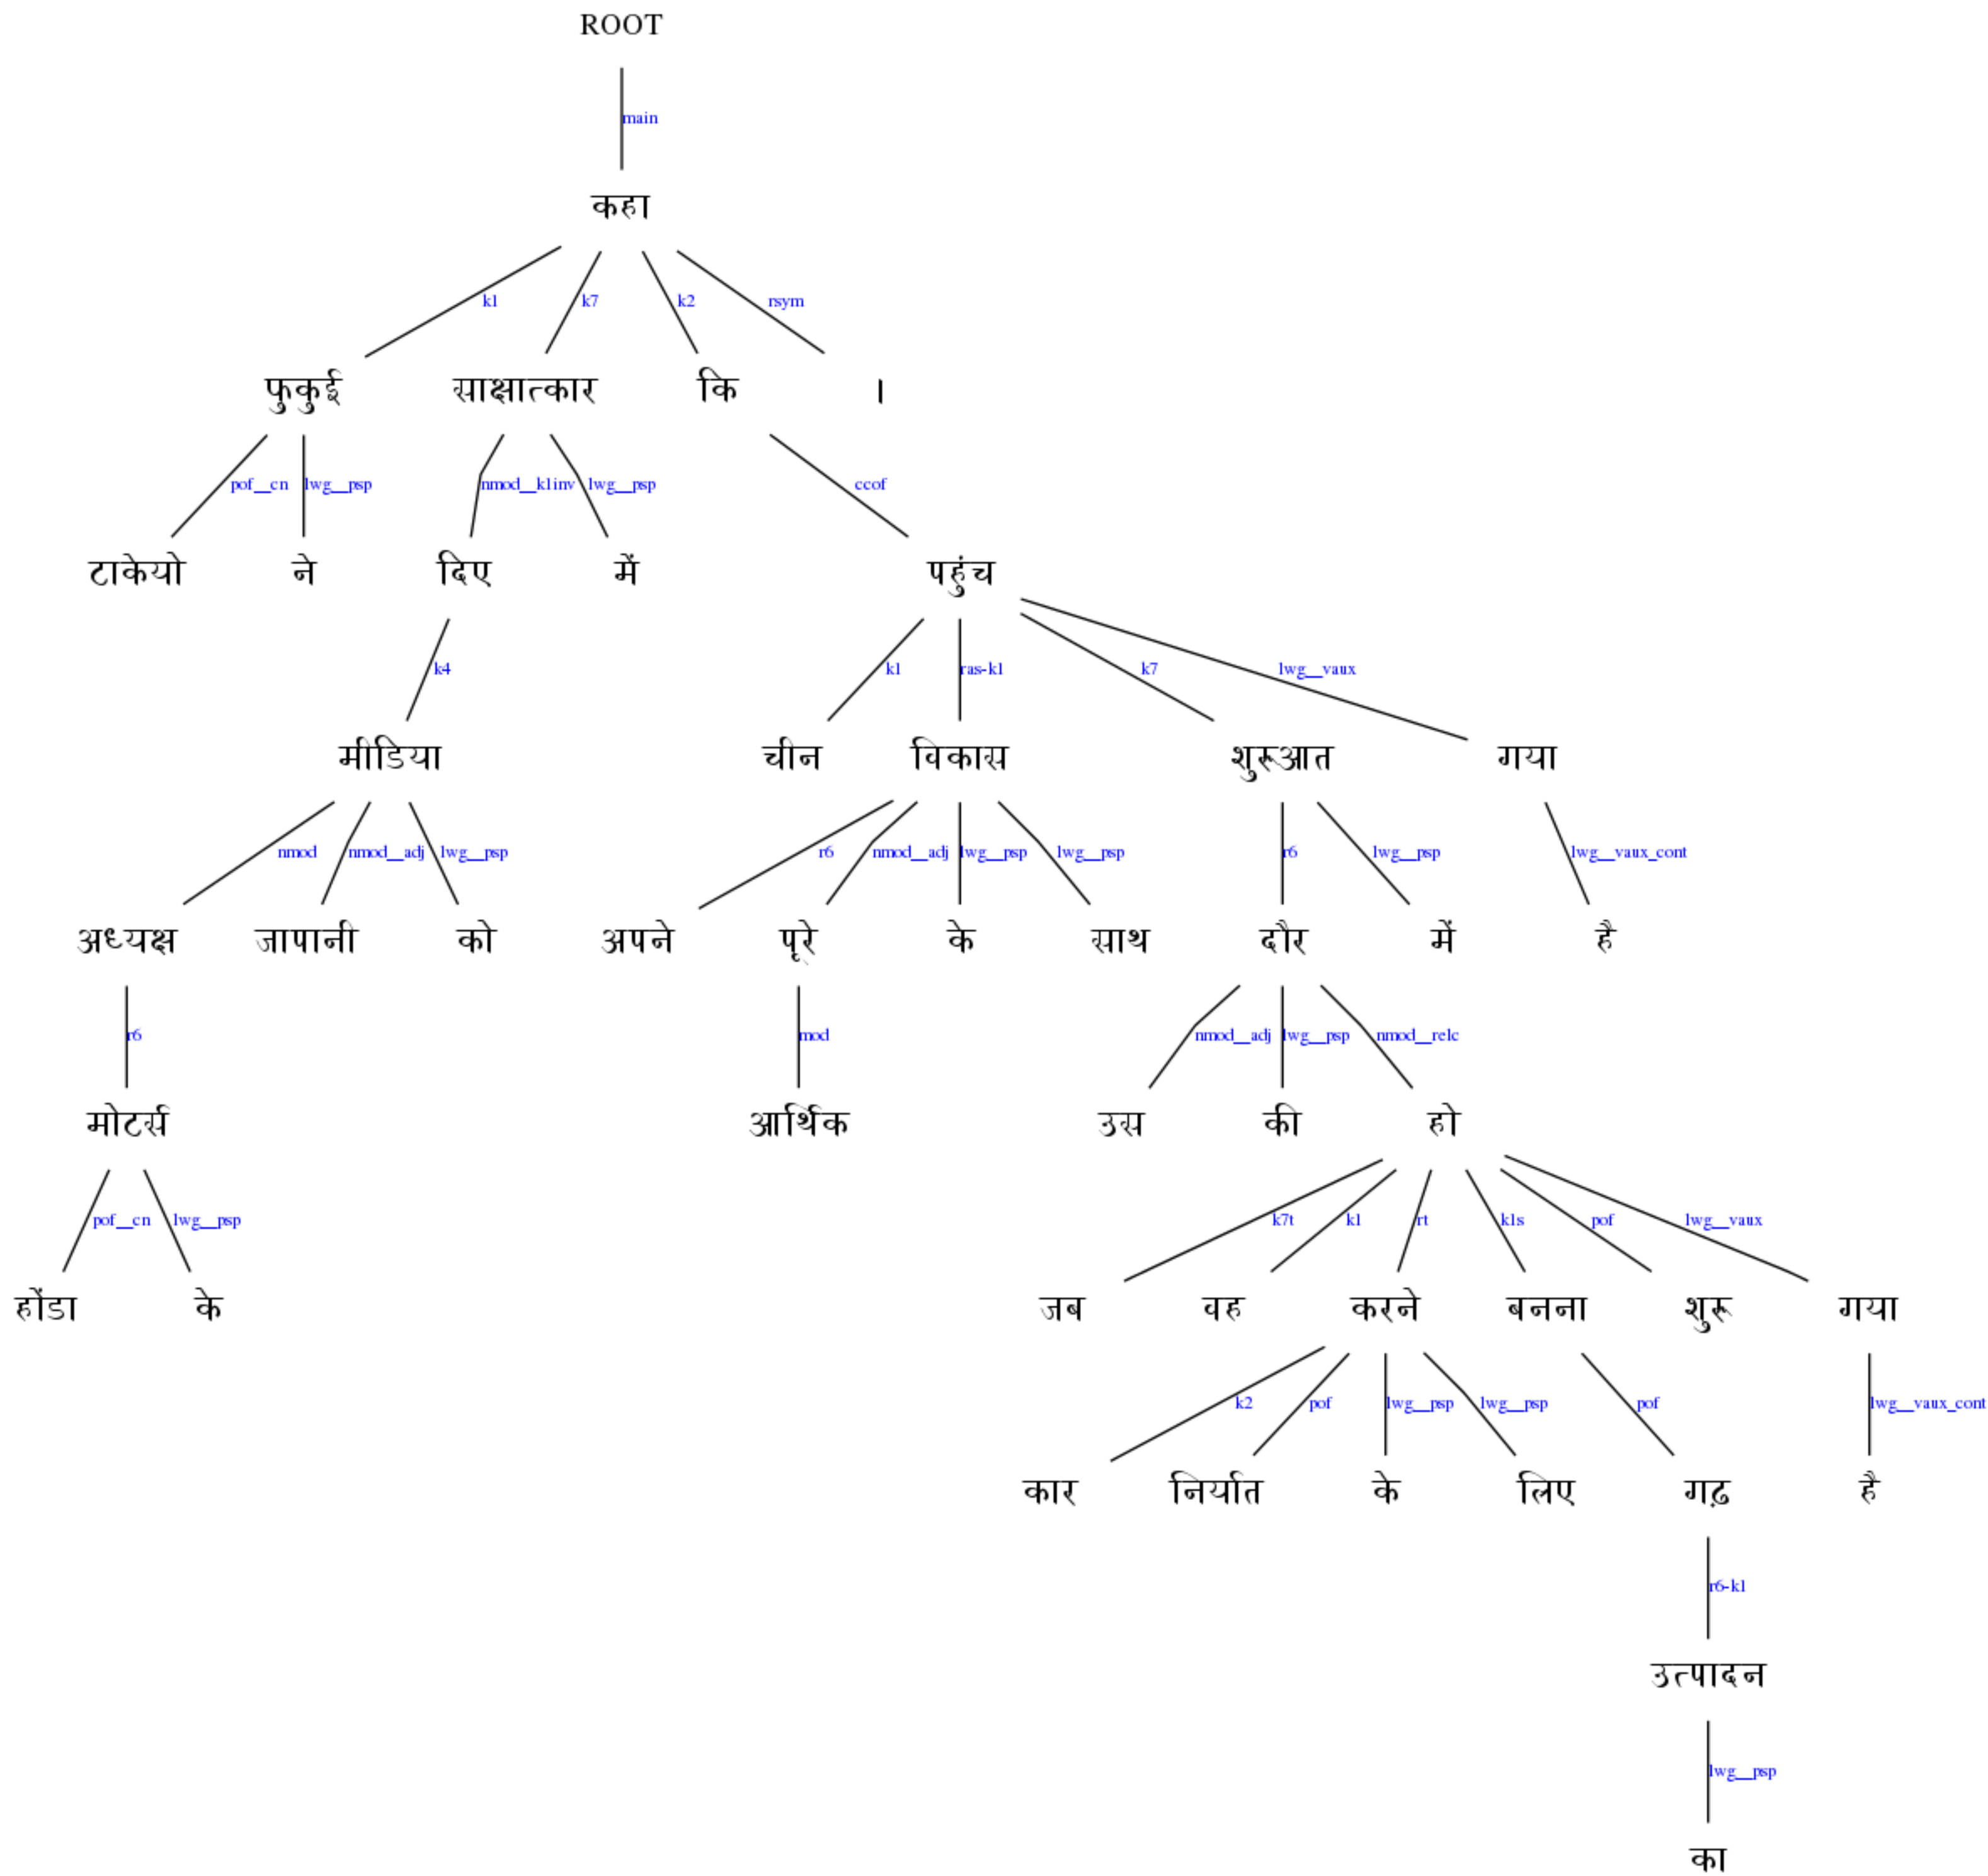 ROOT
main
कहा
k1 k7 k2 rsym
फुकुई साक्षात्कार कि ।
pof__cn lwg__psp nmod__k1inv lwg__psp ccof
टाकेयो ने दिए में पहुंच
k4 k1 ras-k1 k7 lwg__vaux
मीडिया चीन विकास शुरूआत गया
nmod nmod__adj lwg__psp r6 nmod__adj lwg__psp lwg__psp r6 lwg__psp lwg__vaux_cont
अध्यक्ष जापानी को अपने पूरे के साथ दौर में है
r6 mod nmod__adj lwg__psp nmod__relc
मोटर्स आर्थिक उस की हो
pof__cn lwg__psp k7t k1 rt k1s pof lwg__vaux
होंडा के जब वह करने बनना शुरू गया
k2 pof lwg__psp lwg__psp pof lwg__vaux_cont
कार निर्यात के लिए गढ़ है
r6-k1
उत्पादन
lwg__psp
का